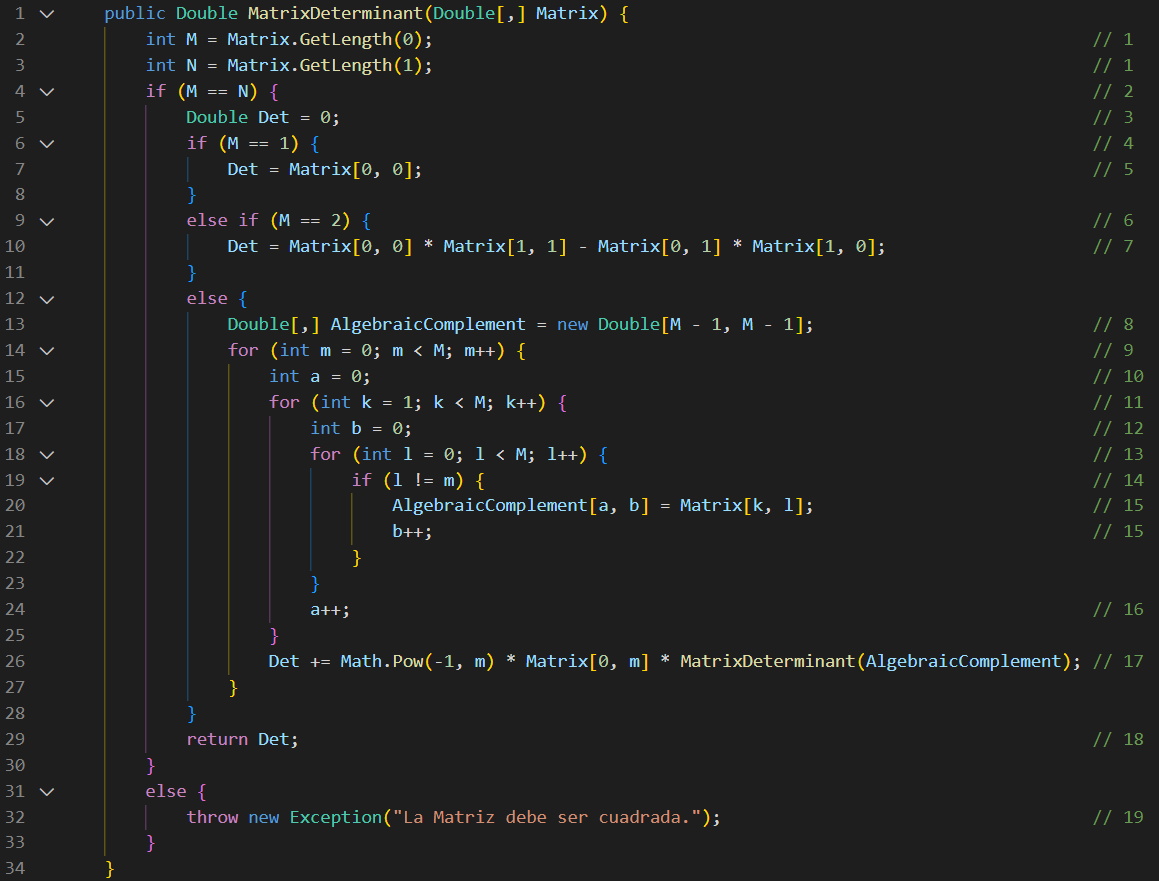 1 public Double MatrixDeterminant(Double[,] Matrix) {
2 int M = Matrix.GetLength(0); // 1
3 int N = Matrix.GetLength(1); // 1
4 if (M == N) { // 2
5 Double Det = 0; // 3
6 if (M == 1) { // 4
7 Det = Matrix[0, 0]; // 5
8 }
9 else if (M == 2) { // 6
10 Det = Matrix[0, 0] * Matrix[1, 1] - Matrix[0, 1] * Matrix[1, 0]; // 7
11 }
12 else {
13 Double[,] AlgebraicComplement = new Double[M - 1, M - 1]; // 8
14 for (int m = 0; m < M; m++) { // 9
15 int a = 0; // 10
16 for (int k = 1; k < M; k++) { // 11
17 int b = 0; // 12
18 for (int l = 0; l < M; l++) { // 13
19 if (l != m) { // 14
20 AlgebraicComplement[a, b] = Matrix[k, l]; // 15
21 b++; // 15
22 }
23 }
24 a++; // 16
25 }
26 Det += Math.Pow(-1, m) * Matrix[0, m] * MatrixDeterminant(AlgebraicComplement); // 17
27 }
28 }
29 return Det; // 18
30 }
31 else {
32 throw new Exception("La Matriz debe ser cuadrada."); // 19
33 }
34 }